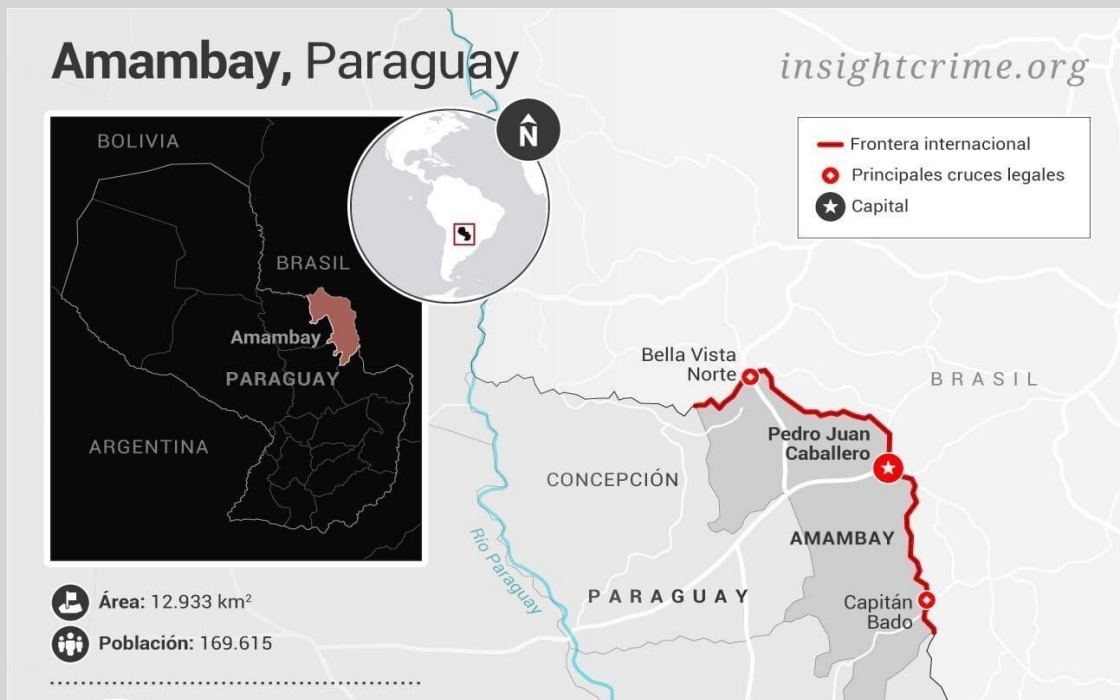 Amambay, Paraguay
insightcrime.org
N
BOLIVIA
BRASIL
Amambay
PARAGUAY
ARGENTINA
Frontera internacional
Principales cruces legales
Capital
Bella Vista
Norte
BRASIL
Pedro Juan
Caballero
CONCEPCIÓN
Río Paraguay
AMAMBAY
PARAGUAY
Capitán
Bado
Área: 12.933 km²
Población: 169.615